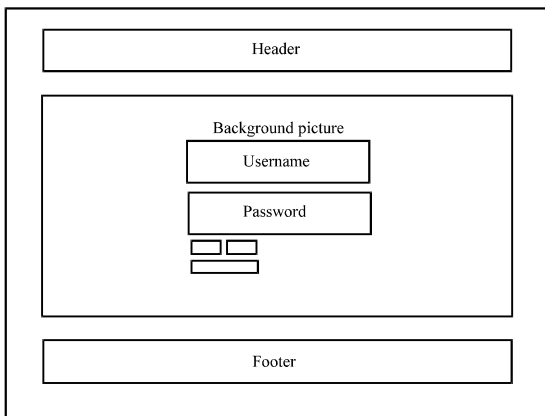 Header
Background picture
Username
Password
Footer